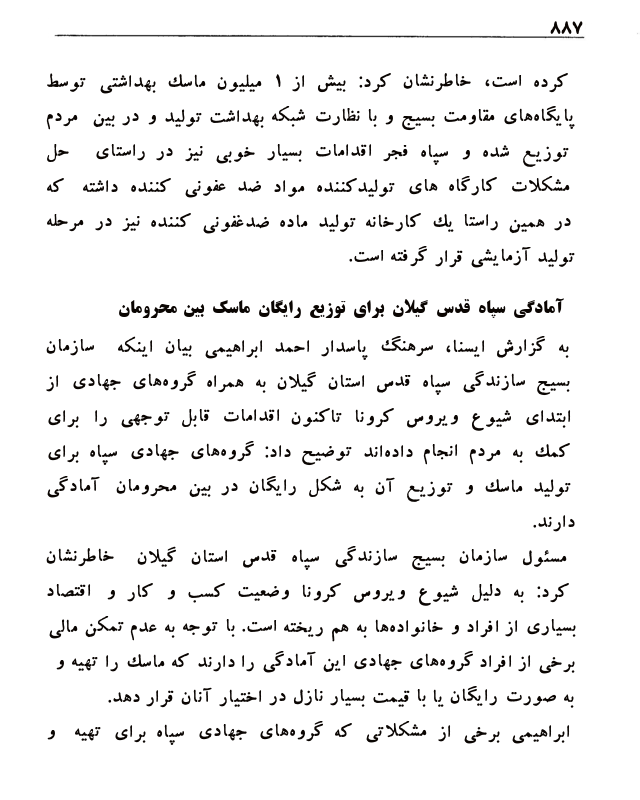 ۸۸۷
کرده است، خاطرنشان کرد: بیش از ۱ میلیون ماسك بهداشتی توسط
پایگاه‌های مقاومت بسیج و با نظارت شبکه بهداشت تولید و در بین مردم
توزیع شده و سپاه فجر اقدامات بسیار خوبی نیز در راستای حل
مشکلات کارگاه های تولیدکننده مواد ضد عفونی کننده داشته که
در همین راستا یك کارخانه تولید ماده ضدغفونی کننده نیز در مرحله
تولید آزمایشی قرار گرفته است.
آمادگی سپاه قدس گیلان برای توزیع رایگان ماسک بین محرومان
به گزارش ایسنا، سرهنگ پاسدار احمد ابراهیمی بیان اینکه سازمان
بسیج سازندگی سپاه قدس استان گیلان به همراه گروه‌های جهادی از
ابتدای شیوع ویروس کرونا تاکنون اقدامات قابل توجهی را برای
کمك به مردم انجام داده‌اند توضیح داد: گروه‌های جهادی سپاه برای
تولید ماسك و توزیع آن به شکل رایگان در بین محرومان آمادگی
دارند.
مسئول سازمان بسیج سازندگی سپاه قدس استان گیلان خاطرنشان
کرد: به دلیل شیوع ویروس کرونا وضعیت کسب و کار و اقتصاد
بسیاری از افراد و خانواده‌ها به هم ریخته است. با توجه به عدم تمکن مالی
برخی از افراد گروه‌های جهادی این آمادگی را دارند که ماسك را تهیه و
به صورت رایگان یا با قیمت بسیار نازل در اختیار آنان قرار دهد.
ابراهیمی برخی از مشکلاتی که گروه‌های جهادی سپاه برای تهیه و